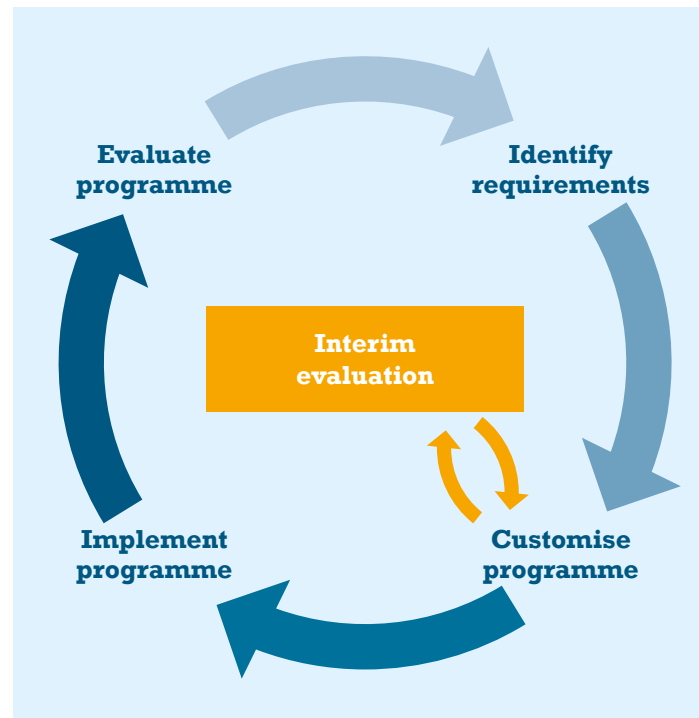 Evaluate
programme
Identify
requirements
Interim
evaluation
Implement
programme
Customise
programme